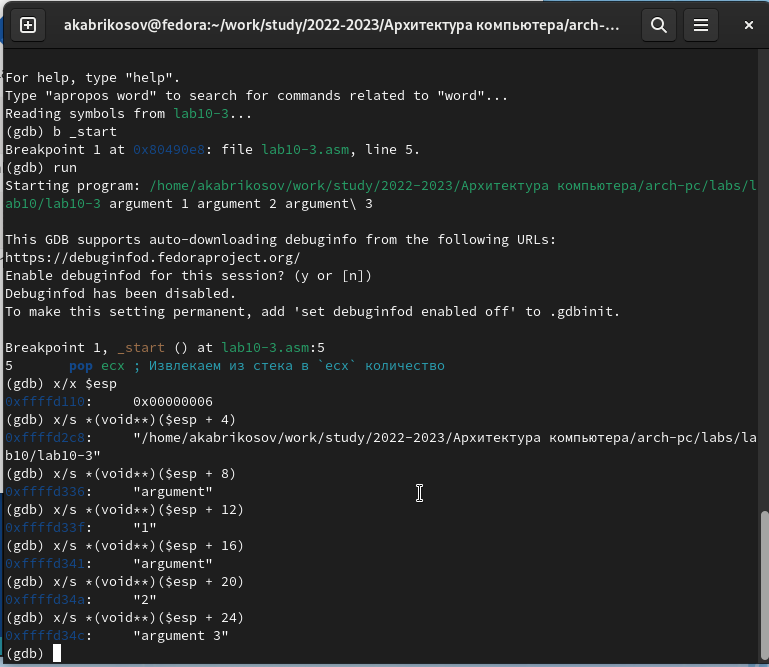 akabrikosov@fedora:~/work/study/2022-2023/Архитектура компьютера/arch-...
For help, type "help".
Type "apropos word" to search for commands related to "word"...
Reading symbols from lab10-3...
(gdb) b _start
Breakpoint 1 at 0x80490e8: file lab10-3.asm, line 5.
(gdb) run
Starting program: /home/akabrikosov/work/study/2022-2023/Архитектура компьютера/arch-pc/labs/l
ab10/lab10-3 argument 1 argument 2 argument\ 3
This GDB supports auto-downloading debuginfo from the following URLs:
https://debuginfod.fedoraproject.org/
Enable debuginfod for this session? (y or [n])
Debuginfod has been disabled.
To make this setting permanent, add 'set debuginfod enabled off' to .gdbinit.
Breakpoint 1, _start () at lab10-3.asm:5
5 pop ecx ; Извлекаем из стека в `ecx` количество
(gdb) x/x $esp
0xffffd110: 0x00000006
(gdb) x/s *(void**)($esp + 4)
0xffffd2c8: "/home/akabrikosov/work/study/2022-2023/Архитектура компьютера/arch-pc/labs/la
b10/lab10-3"
(gdb) x/s *(void**)($esp + 8)
0xffffd336: "argument"
(gdb) x/s *(void**)($esp + 12)
0xffffd33f: "1"
(gdb) x/s *(void**)($esp + 16)
0xffffd341: "argument"
(gdb) x/s *(void**)($esp + 20)
0xffffd34a: "2"
(gdb) x/s *(void**)($esp + 24)
0xffffd34c: "argument 3"
(gdb)